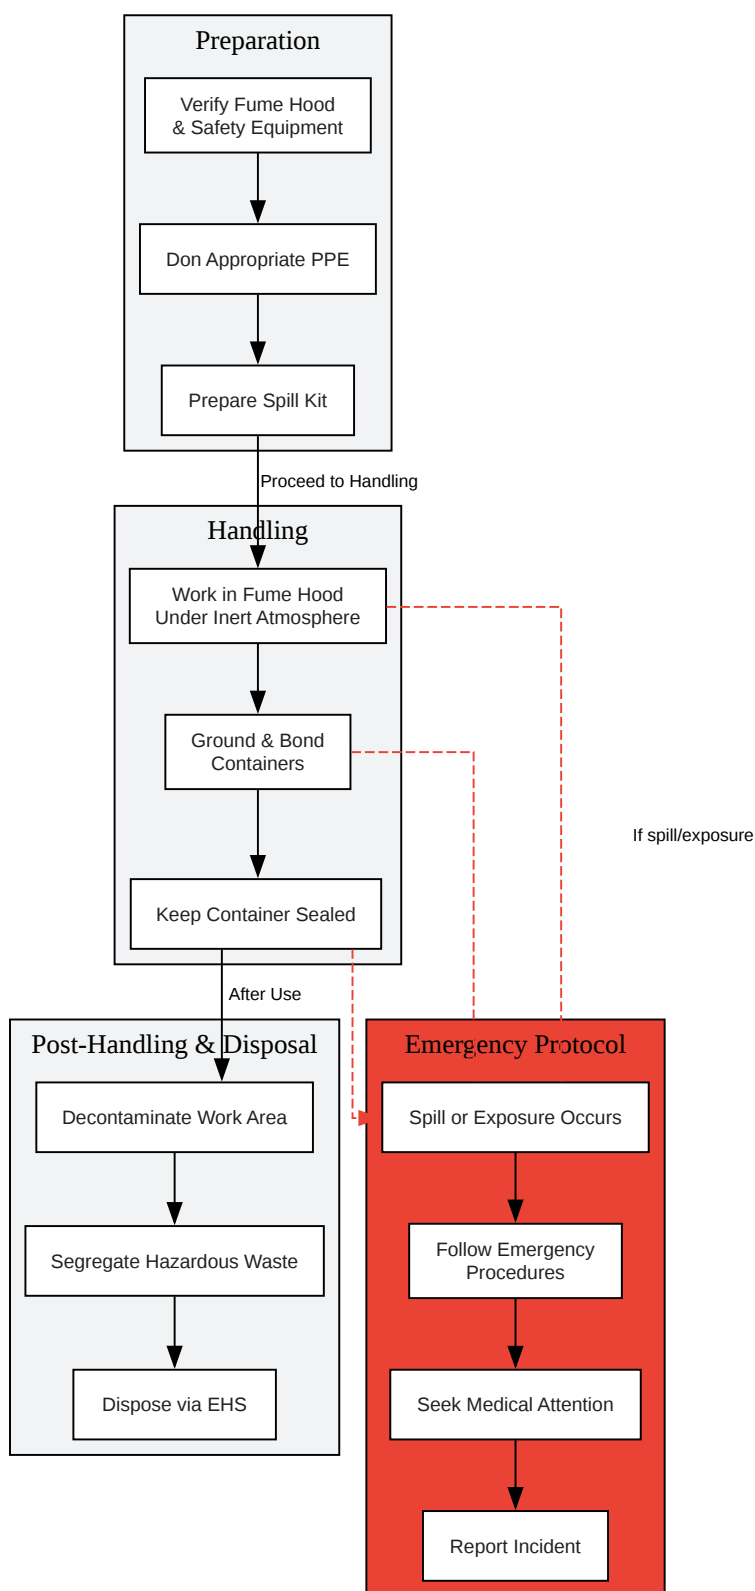 Preparation
Verify Fume Hood
& Safety Equipment
Don Appropriate PPE
Prepare Spill Kit
Proceed to Handling
Handling
Work in Fume Hood
Under Inert Atmosphere
Ground & Bond
Containers
If spill/exposure
Keep Container Sealed
After Use
Post-Handling & Disposal
Decontaminate Work Area
Segregate Hazardous Waste
Dispose via EHS
Emergency Protocol
Spill or Exposure Occurs
Follow Emergency
Procedures
Seek Medical Attention
Report Incident